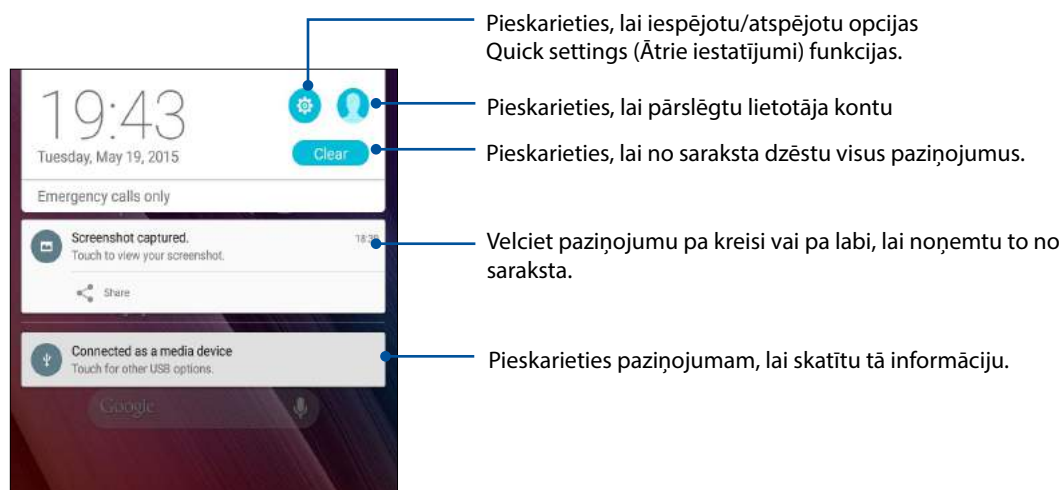 Pieskarieties, lai iespējotu/atspējotu opcijas
Quick settings (Ātrie iestatījumi) funkcijas.
19:43
Pieskarieties, lai pārslēgtu lietotāja kontu
Tuesday, May 19, 2015
Clear
Pieskarieties, lai no saraksta dzēstu visus paziņojumus.
Emergency calls only
Screenshot captured.
Touch to view your screenshot.
Velciet paziņojumu pa kreisi vai pa labi, lai noņemtu to no
saraksta.
Share
Connected as a media device
Touch for other USB options.
Pieskarieties paziņojumam, lai skatītu tā informāciju.
Google